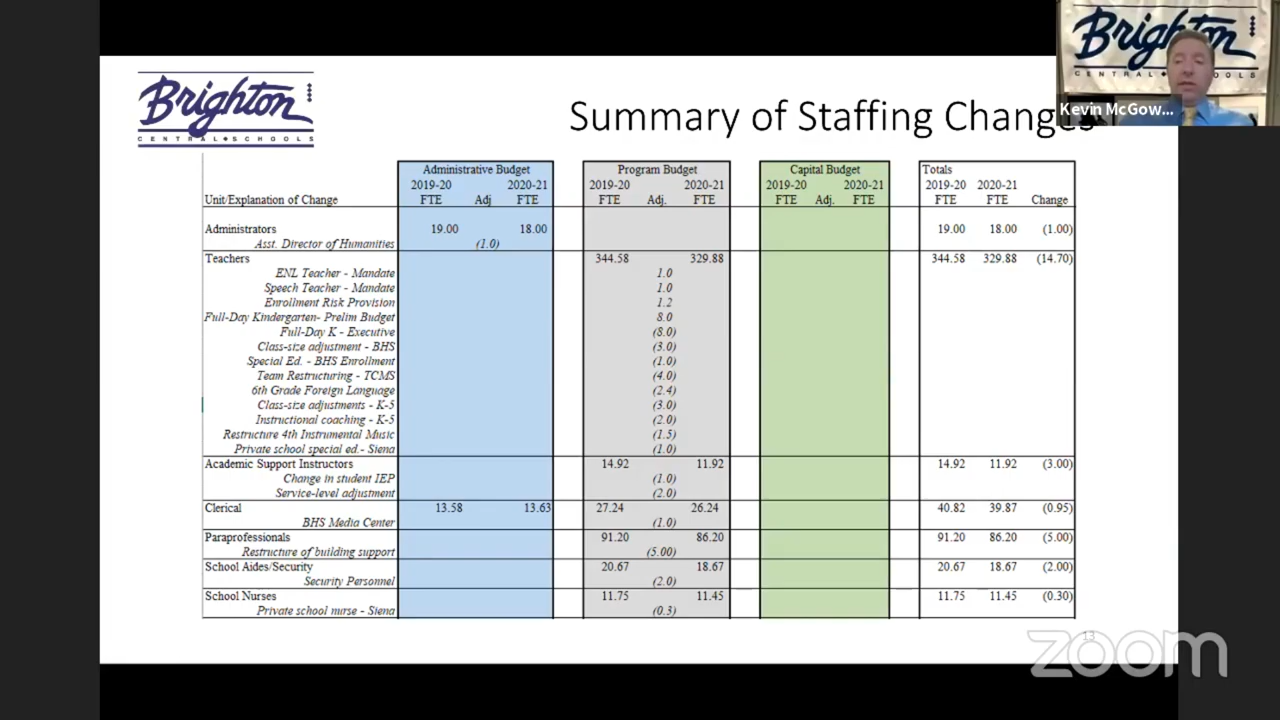 Brighton
CENTRAL SCHOOLS
Summary of Staffing Changes
Brighton
CENTRAL SCHOOLS
Kevin McGow...
Administrative Budget Program Budget Capital Budget Totals
2019-20 2020-21 2019-20 2020-21 2019-20 2020-21 2019-20 2020-21
Unit/Explanation of Change FTE Adj FTE FTE Adj. FTE FTE Adj. FTE FTE FTE Change
Administrators 19.00 18.00 19.00 18.00 (1.00)
Asst. Director of Humanities (1.0)
Teachers 344.58 329.88 344.58 329.88 (14.70)
ENL Teacher - Mandate 1.0
Speech Teacher - Mandate 1.0
Enrollment Risk Provision 1.2
Full-Day Kindergarten- Prelim Budget 8.0
Full-Day K - Executive (8.0)
Class-size adjustment - BHS (3.0)
Special Ed. - BHS Enrollment (1.0)
Team Restructuring - TCMS (4.0)
6th Grade Foreign Language (2.4)
Class-size adjustments - K-5 (3.0)
Instructional coaching - K-5 (2.0)
Restructure 4th Instrumental Music (1.5)
Private school special ed.- Siena (1.0)
Academic Support Instructors 14.92 11.92 14.92 11.92 (3.00)
Change in student IEP (1.0)
Service-level adjustment (2.0)
Clerical 13.58 13.63 27.24 26.24 40.82 39.87 (0.95)
BHS Media Center (1.0)
Paraprofessionals 91.20 86.20 91.20 86.20 (5.00)
Restructure of building support (5.00)
School Aides/Security 20.67 18.67 20.67 18.67 (2.00)
Security Personnel (2.0)
School Nurses 11.75 11.45 11.75 11.45 (0.30)
Private school nurse - Siena (0.3)
13
zoom